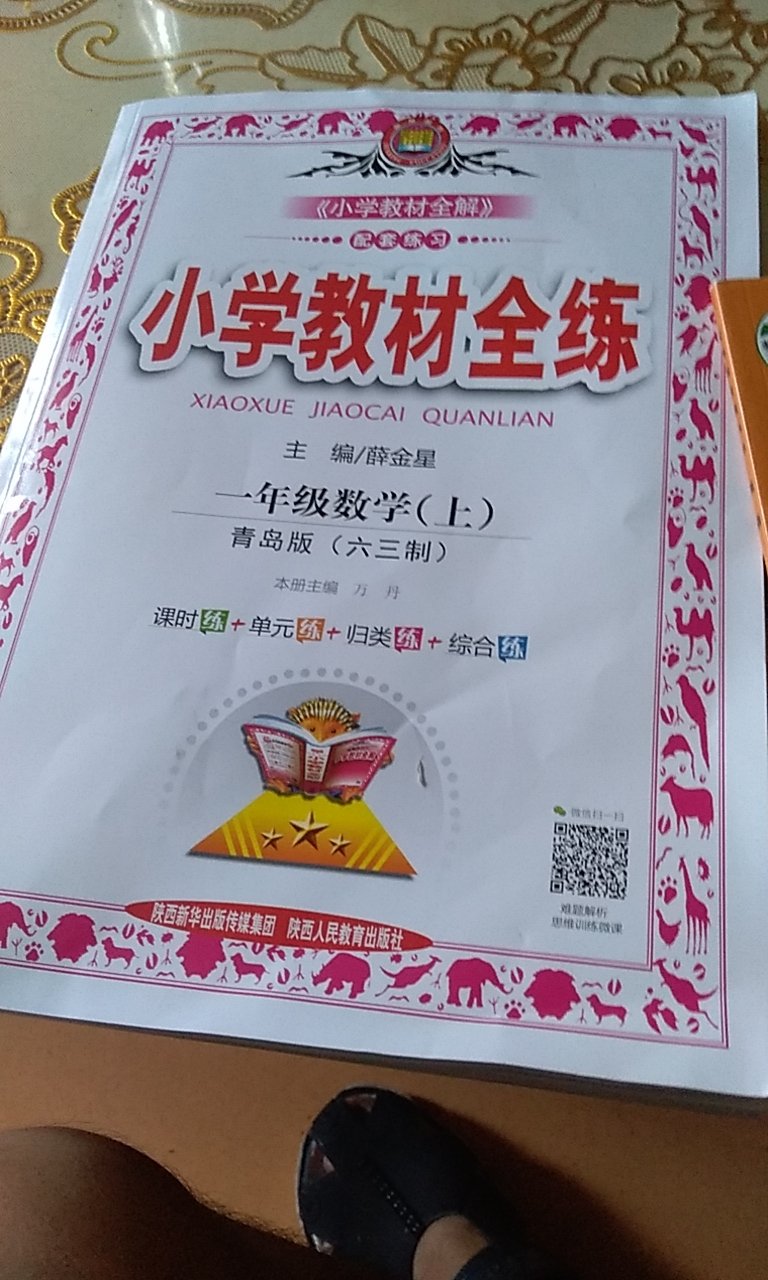 《小学教材全解》
配套练习
小学教材全练
XIAOXUE JIAOCAI QUANLIAN
主 编/薛金星
一年级数学(上)
青岛版(六三制)
本册主编 万 丹
课时练+单元练+归类练+综合练
微信扫一扫
难题解析
思维训练微课
陕西新华出版传媒集团 陕西人民教育出版社